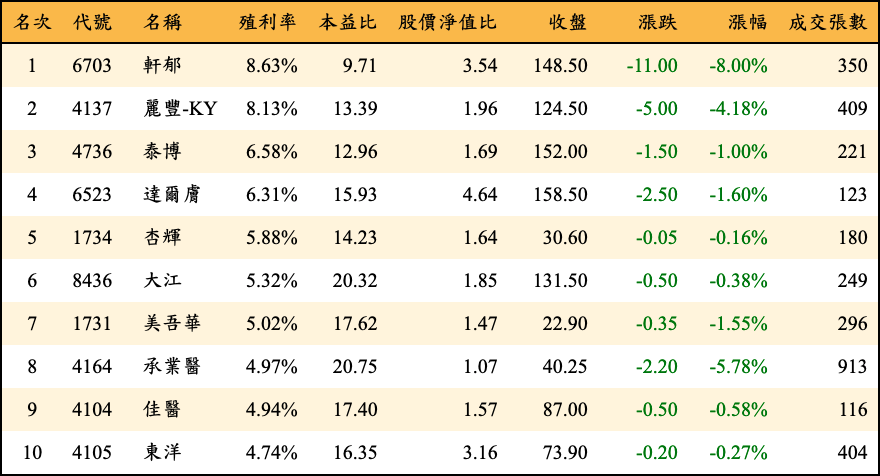 名次 代號 名稱 殖利率 本益比 股價淨值比 收盤 漲跌 漲幅 成交張數
1 6703 軒郁 8.63% 9.71 3.54 148.50 -11.00 -8.00% 350
2 4137 麗豐-KY 8.13% 13.39 1.96 124.50 -5.00 -4.18% 409
3 4736 泰博 6.58% 12.96 1.69 152.00 -1.50 -1.00% 221
4 6523 達爾膚 6.31% 15.93 4.64 158.50 -2.50 -1.60% 123
5 1734 杏輝 5.88% 14.23 1.64 30.60 -0.05 -0.16% 180
6 8436 大江 5.32% 20.32 1.85 131.50 -0.50 -0.38% 249
7 1731 美吾華 5.02% 17.62 1.47 22.90 -0.35 -1.55% 296
8 4164 承業醫 4.97% 20.75 1.07 40.25 -2.20 -5.78% 913
9 4104 佳醫 4.94% 17.40 1.57 87.00 -0.50 -0.58% 116
10 4105 東洋 4.74% 16.35 3.16 73.90 -0.20 -0.27% 404